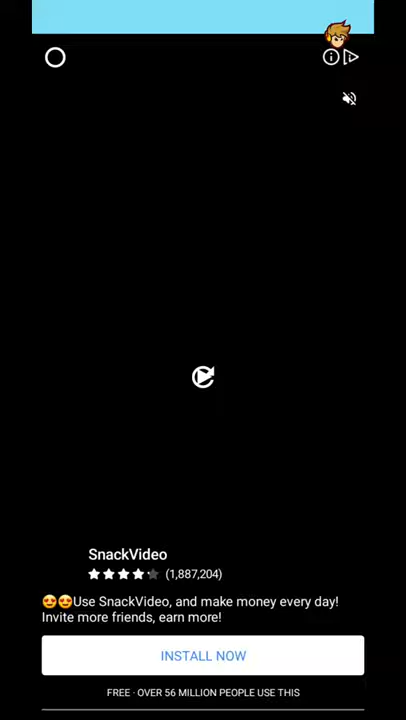 SnackVideo
(1,887,204)
😍😍Use SnackVideo, and make money every day!
Invite more friends, earn more!
INSTALL NOW
FREE · OVER 56 MILLION PEOPLE USE THIS